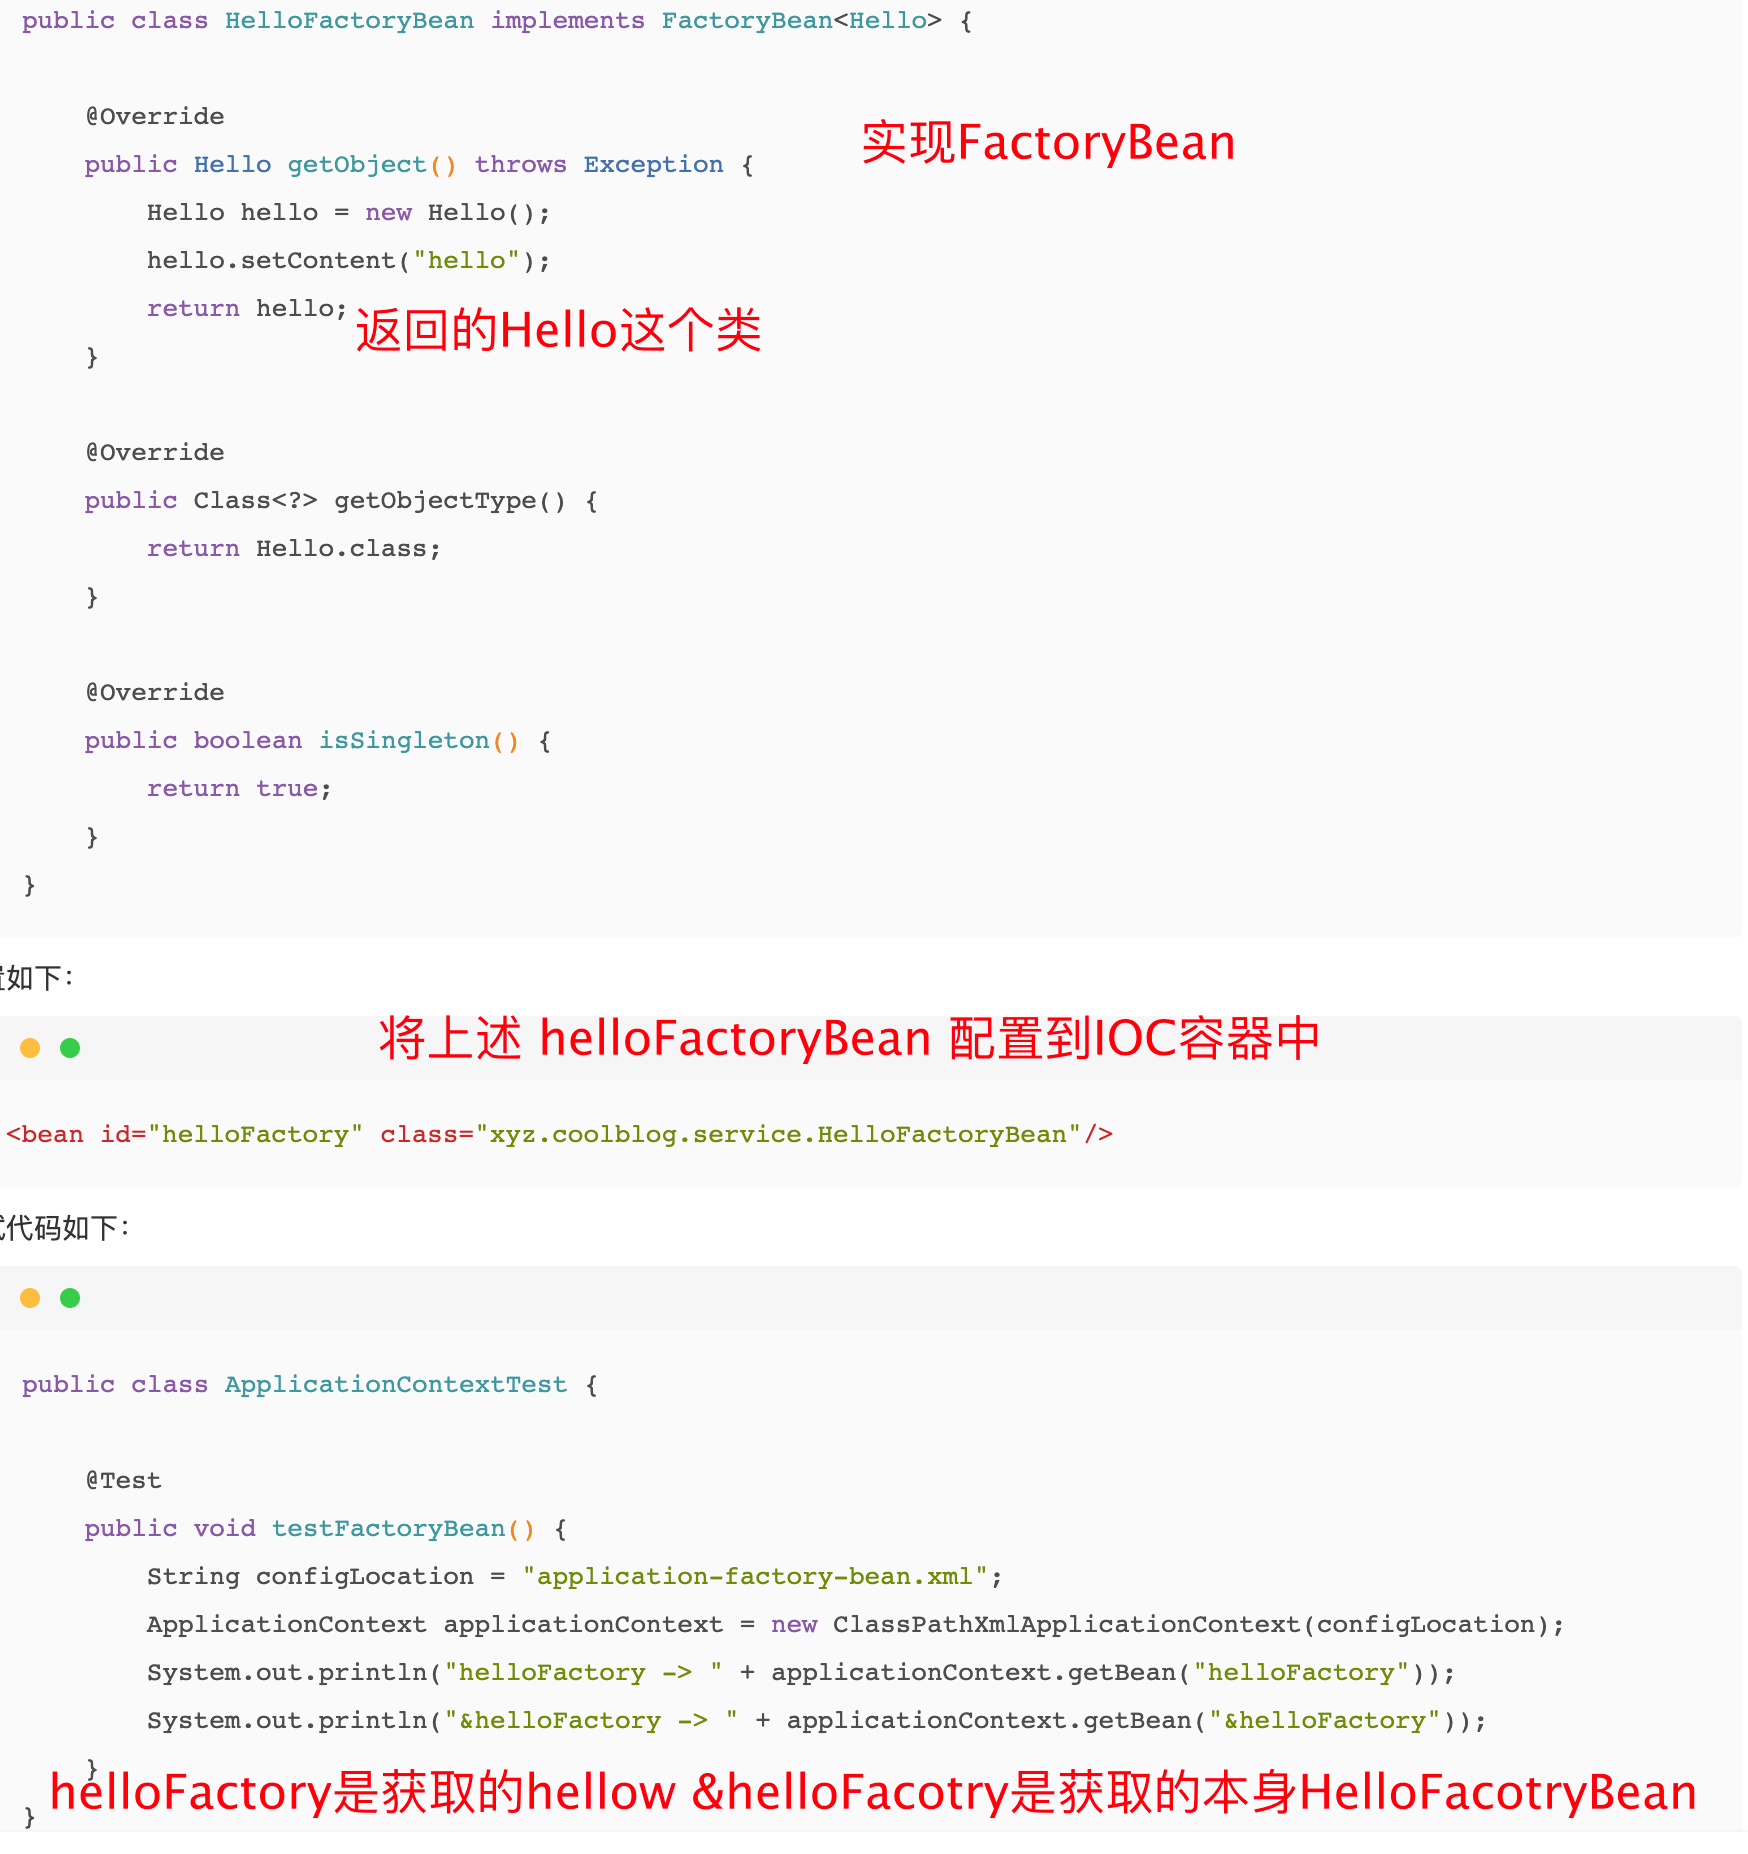 public class HelloFactoryBean implements FactoryBean<Hello> {
@Override
实现FactoryBean
public Hello getObject() throws Exception {
Hello hello = new Hello();
hello.setContent("hello");
return hello;
返回的Hello这个类
}
@Override
public Class<?> getObjectType() {
return Hello.class;
}
@Override
public boolean isSingleton() {
return true;
}
}
如下：
将上述 helloFactoryBean 配置到IOC容器中
<bean id="helloFactory" class="xyz.coolblog.service.HelloFactoryBean"/>
代码如下：
public class ApplicationContextTest {
@Test
public void testFactoryBean() {
String configLocation = "application-factory-bean.xml";
ApplicationContext applicationContext = new ClassPathXmlApplicationContext(configLocation);
System.out.println("helloFactory -> " + applicationContext.getBean("helloFactory"));
System.out.println("&helloFactory -> " + applicationContext.getBean("&helloFactory"));
}
helloFactory是获取的hellow &helloFacotry是获取的本身HelloFacotryBean
}